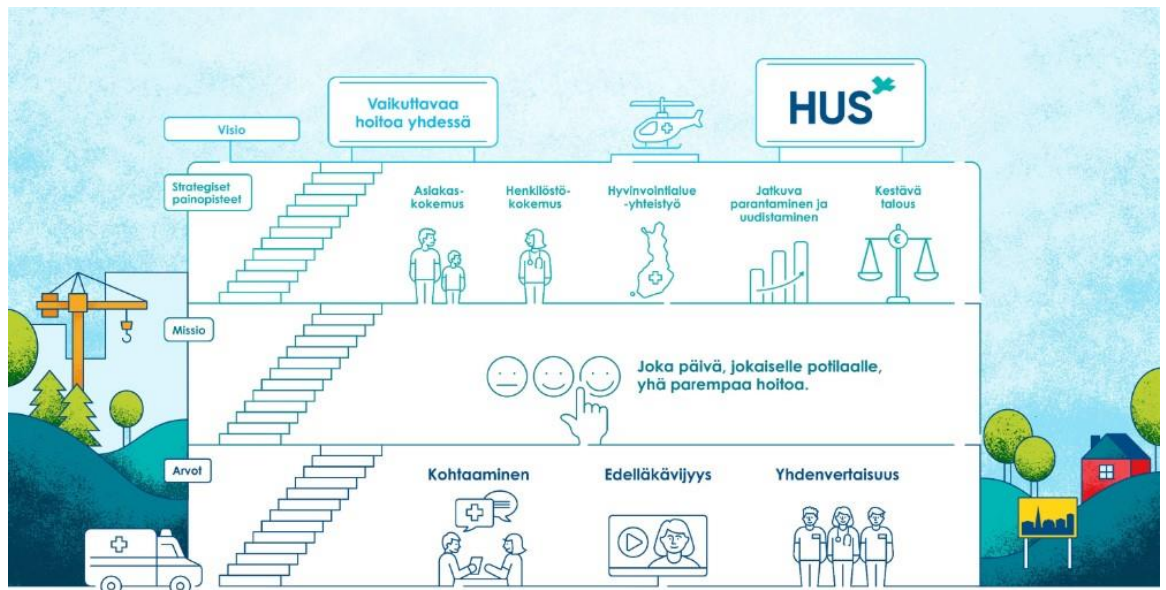 Visio
Vaikuttavaa
hoitoa yhdessä
HUS
Strategiset
painopisteet
Asiakas-
kokemus
Henkilöstö-
kokemus
Hyvinvointialue
-yhteistyö
Jatkuva
parantaminen ja
uudistaminen
Kestävä
talous
€
Missio
Joka päivä, jokaiselle potilaalle,
yhä parempaa hoitoa.
Arvot
Kohtaaminen
Edelläkävijyys
Yhdenvertaisuus